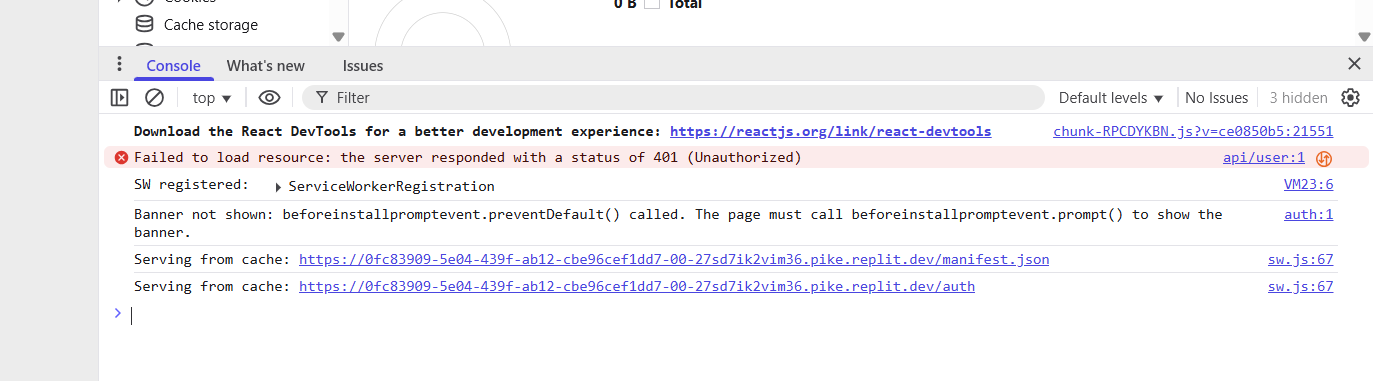 0 B Total
Cache storage
Console What's new Issues
top Filter Default levels No Issues 3 hidden
Download the React DevTools for a better development experience: https://reactjs.org/link/react-devtools chunk-RPCDYKBN.js?v=ce0850b5:21551
Failed to load resource: the server responded with a status of 401 (Unauthorized) api/user:1
SW registered: ServiceWorkerRegistration VM23:6
Banner not shown: beforeinstallpromptevent.preventDefault() called. The page must call beforeinstallpromptevent.prompt() to show the auth:1
banner.
Serving from cache: https://0fc83909-5e04-439f-ab12-cbe96cef1dd7-00-27sd7ik2vim36.pike.replit.dev/manifest.json sw.js:67
Serving from cache: https://0fc83909-5e04-439f-ab12-cbe96cef1dd7-00-27sd7ik2vim36.pike.replit.dev/auth sw.js:67